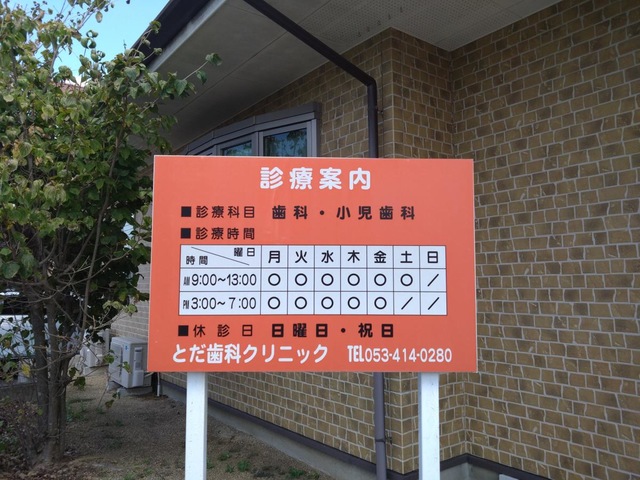 診療案内
■診療科目 歯科・小児歯科
■診療時間
曜日 時間 月 火 水 木 金 土 日
AM 9:00~13:00 ○ ○ ○ ○ ○ ○ /
PM 3:00~7:00 ○ ○ ○ ○ ○ / /
■休診日 日曜日・祝日
とだ歯科クリニック TEL053-414-0280